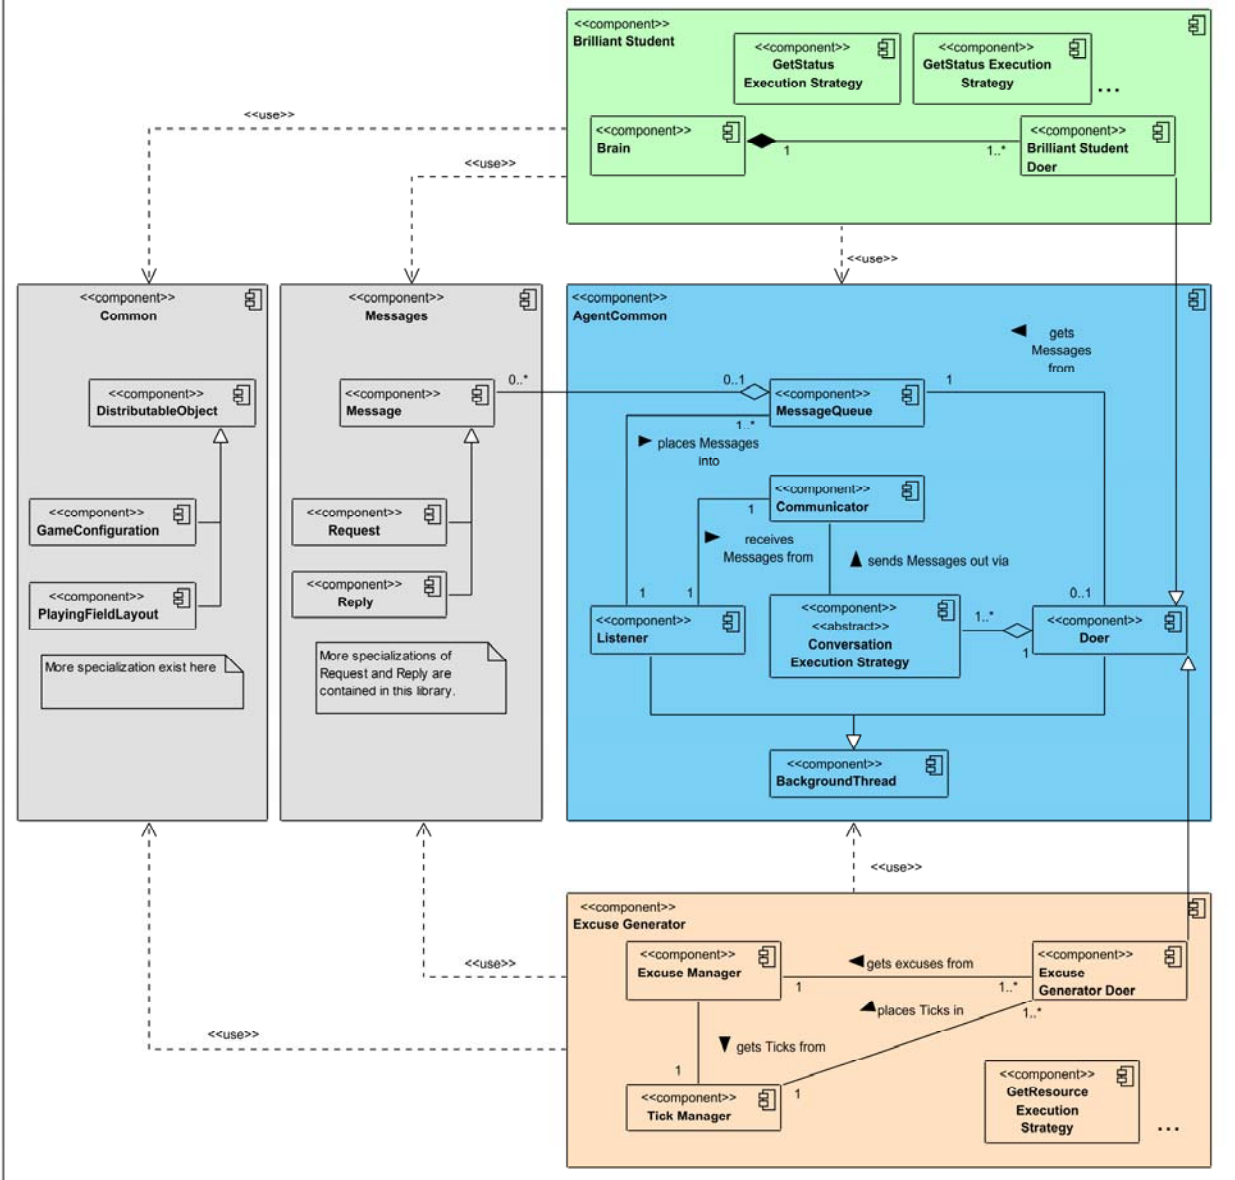 <<component>>
Brilliant Student
<<component>>
GetStatus
Execution Strategy
<<component>>
GetStatus Execution
Strategy
...
<<component>>
Brain
1
1..*
<<component>>
Brilliant Student
Doer
<<use>>
<<use>>
<<use>>
<<component>>
Common
<<component>>
DistributableObject
<<component>>
GameConfiguration
<<component>>
PlayingFieldLayout
More specialization exist here
<<component>>
Messages
<<component>>
Message
0..*
<<component>>
Request
<<component>>
Reply
More specializations of
Request and Reply are
contained in this library.
<<component>>
AgentCommon
gets
Messages
from
0..1
<<component>>
MessageQueue
1
1..*
places Messages
into
<<component>>
Communicator
1
receives
Messages from
sends Messages out via
1
1
0..1
<<component>>
Listener
<<component>>
<<abstract>>
Conversation
Execution Strategy
1..*
1
<<component>>
Doer
<<component>>
BackgroundThread
<<use>>
<<component>>
Excuse Generator
<<component>>
Excuse Manager
gets excuses from
1
1..*
<<component>>
Excuse
Generator Doer
<<use>>
places Ticks in
1..*
<<use>>
gets Ticks from
1
1
<<component>>
Tick Manager
<<component>>
GetResource
Execution
Strategy
...